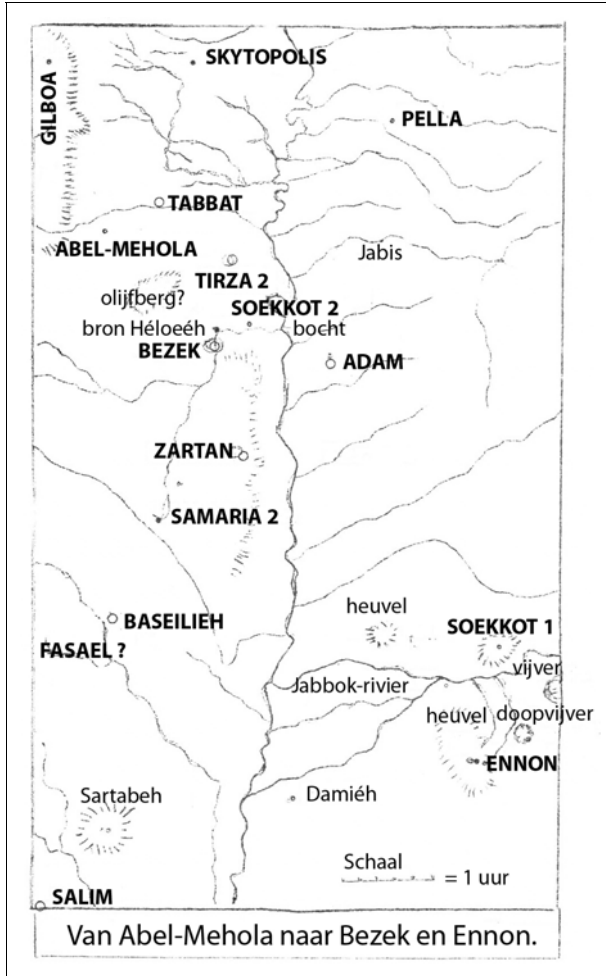 SKYTOPOLIS
GILBOA
PELLA
TABBAT
ABEL-MEHOLA
Jabis
TIRZA 2
olijfberg?
SOEKKOT 2
bron Héloeéh
bocht
BEZEK
ADAM
ZARTAN
SAMARIA 2
heuvel
BASEILIEH
SOEKKOT 1
FASAEL ?
vijver
Jabbok-rivier
heuvel
doopvijver
ENNON
Sartabeh
Damiéh
Schaal
= 1 uur
SALIM
Van Abel-Mehola naar Bezek en Ennon.